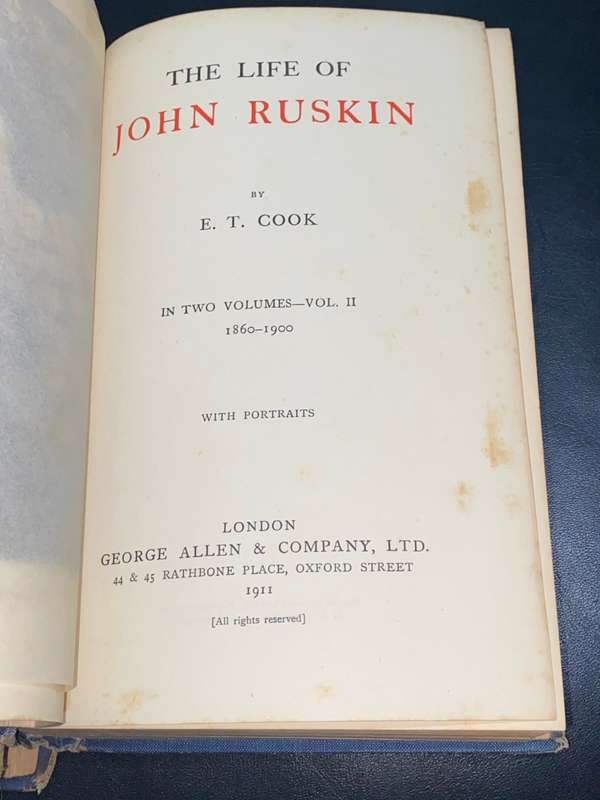 THE LIFE OF
JOHN RUSKIN
BY
E. T. COOK
IN TWO VOLUMES—VOL. II
1860–1900
WITH PORTRAITS
LONDON
GEORGE ALLEN & COMPANY, LTD.
44 & 45 RATHBONE PLACE, OXFORD STREET
1911
[All rights reserved]